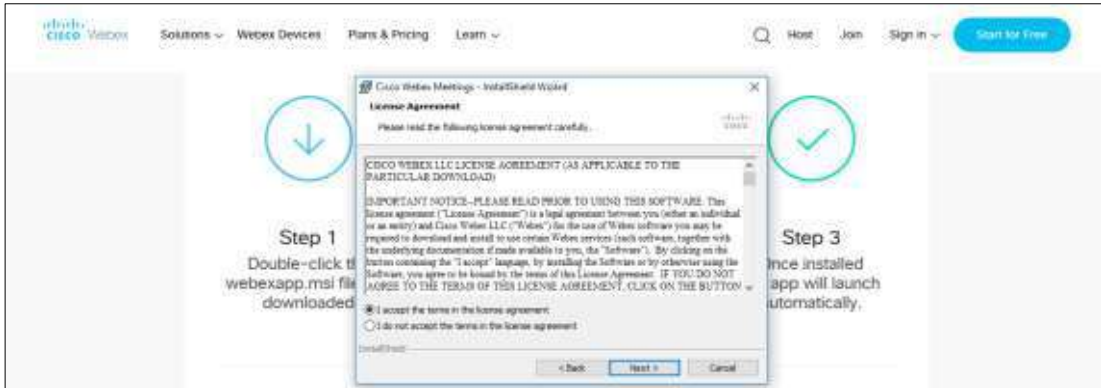 CISCO Webex
Solutions Webex Devices Plans & Pricing Learn Host Join Sign in Start for Free
Cisco Webex Meetings - InstallShield Wizard
License Agreement
Please read the following license agreement carefully.
CISCO
CISCO WEBEX LLC LICENSE AGREEMENT (AS APPLICABLE TO THE
PARTICULAR DOWNLOAD)
IMPORTANT NOTICE--PLEASE READ PRIOR TO USING THIS SOFTWARE. This
license agreement ("License Agreement") is a legal agreement between you (either an individual
or an entity) and Cisco Webex LLC ("Webex") for the use of Webex software you may be
required to download and install to use certain Webex services (such software, together with
the underlying documentation if made available to you, the "Software"). By clicking on the
button containing the "I accept" language, by installing the Software or by otherwise using the
Software, you agree to be bound by the terms of this License Agreement. IF YOU DO NOT
AGREE TO THE TERMS OF THIS LICENSE AGREEMENT, CLICK ON THE BUTTON
I accept the terms in the license agreement
I do not accept the terms in the license agreement
InstallShield
< Back Next > Cancel
Step 1
Double-click t
webexapp.msi file
downloaded
Step 3
Once installed
app will launch
automatically.